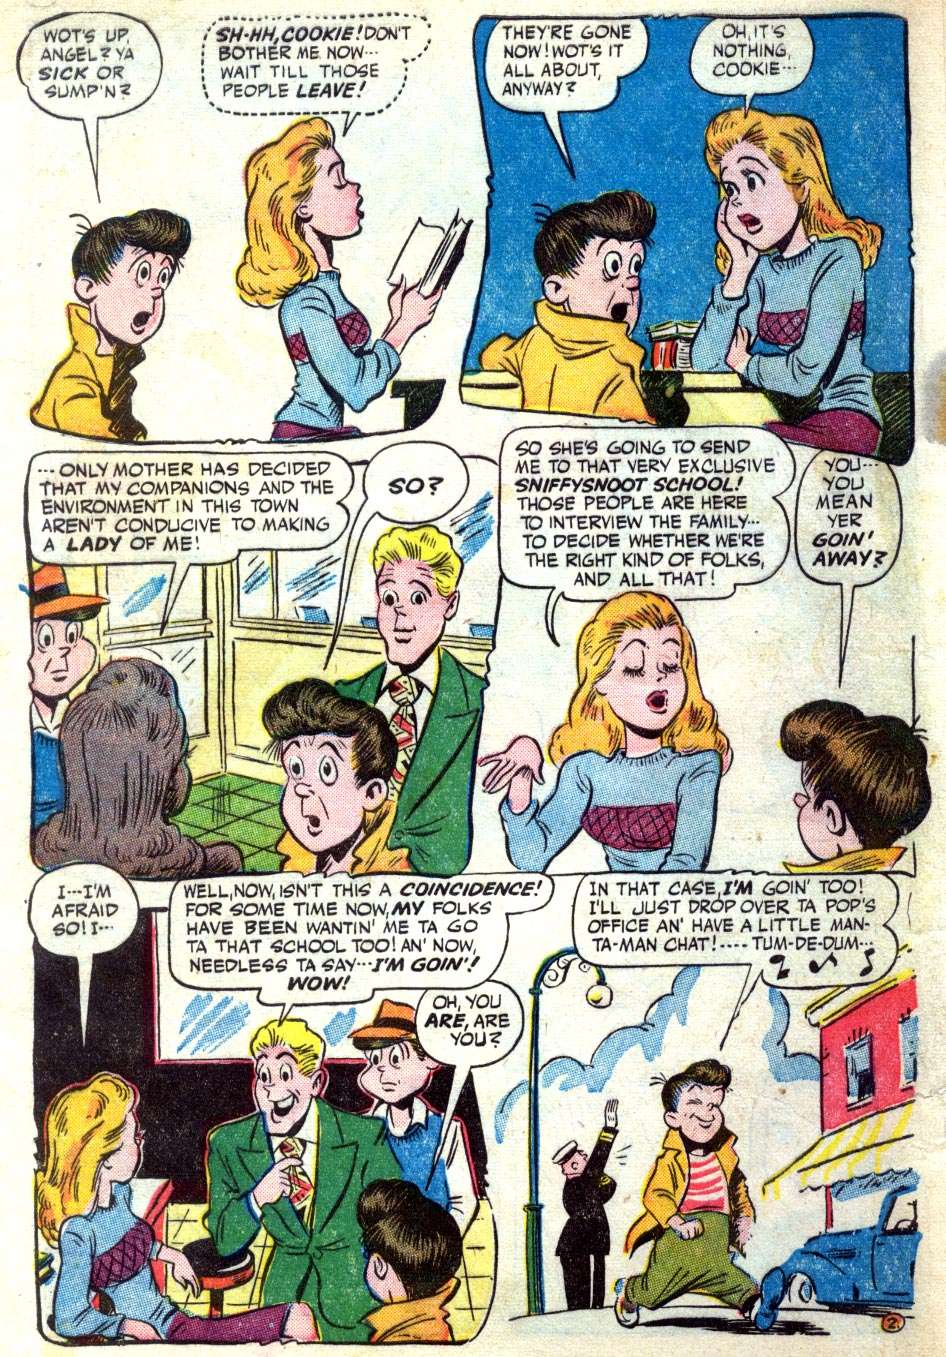 WOT'S UP,
ANGEL? YA
SICK OR
SUMP'N?
SH-HH, COOKIE! DON'T
BOTHER ME NOW---
WAIT TILL THOSE
PEOPLE LEAVE!
THEY'RE GONE
NOW! WOT'S IT
ALL ABOUT,
ANYWAY?
OH, IT'S
NOTHING,
COOKIE---
---ONLY MOTHER HAS DECIDED
THAT MY COMPANIONS AND THE
ENVIRONMENT IN THIS TOWN
AREN'T CONDUCIVE TO MAKING
A LADY OF ME!
SO?
SO SHE'S GOING TO SEND
ME TO THAT VERY EXCLUSIVE
SNIFFYSNOOT SCHOOL!
THOSE PEOPLE ARE HERE
TO INTERVIEW THE FAMILY---
TO DECIDE WHETHER WE'RE
THE RIGHT KIND OF FOLKS,
AND ALL THAT!
YOU---
YOU
MEAN
YER
GOIN'
AWAY?
I---I'M
AFRAID
SO! I---
WELL, NOW, ISN'T THIS A COINCIDENCE!
FOR SOME TIME NOW, MY FOLKS
HAVE BEEN WANTIN' ME TA GO
TA THAT SCHOOL TOO! AN' NOW,
NEEDLESS TA SAY---I'M GOIN'!
WOW!
OH, YOU
ARE, ARE
YOU?
IN THAT CASE, I'M GOIN' TOO!
I'LL JUST DROP OVER TA POP'S
OFFICE AN' HAVE A LITTLE MAN-
TA-MAN CHAT!---- TUM-DE-DUM---
2